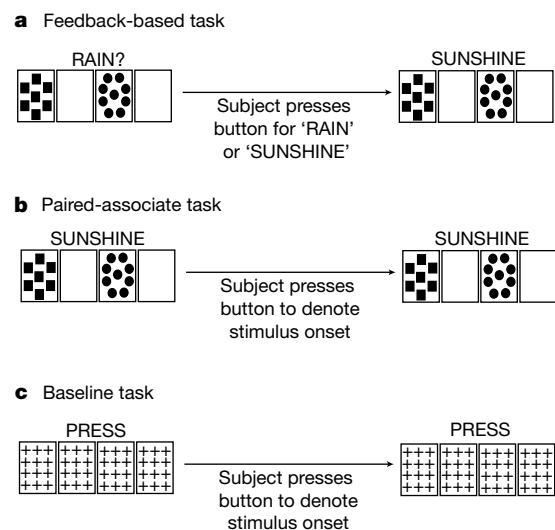 a Feedback-based task
RAIN?
SUNSHINE
Subject presses
button for ‘RAIN’
or ‘SUNSHINE’
b Paired-associate task
SUNSHINE
SUNSHINE
Subject presses
button to denote
stimulus onset
c Baseline task
PRESS
PRESS
+++ +++ +++ +++ +++ +++ +++ +++
+++ +++ +++ +++ +++ +++ +++ +++
+++ +++ +++ +++ +++ +++ +++ +++
+++ +++ +++ +++ +++ +++ +++ +++
Subject presses
button to denote
stimulus onset